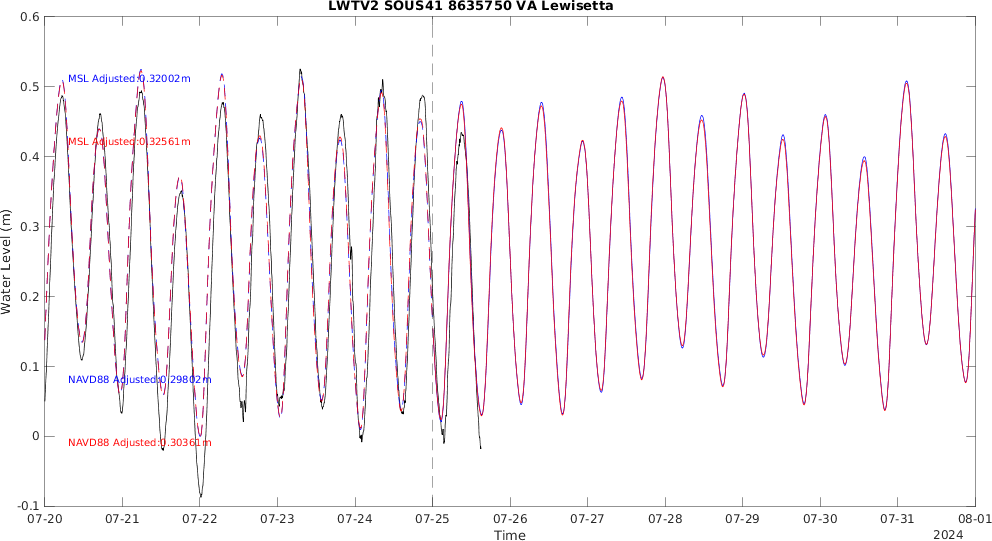 LWTV2 SOUS41 8635750 VA Lewisetta
0.6
0.5
0.4
0.3
0.2
0.1
0
-0.1
Water Level (m)
MSL Adjusted:0.32002m
MSL Adjusted:0.32561m
NAVD88 Adjusted:0.29802m
NAVD88 Adjusted:0.30361m
07-20 07-21 07-22 07-23 07-24 07-25 07-26 07-27 07-28 07-29 07-30 07-31 08-01
Time
2024